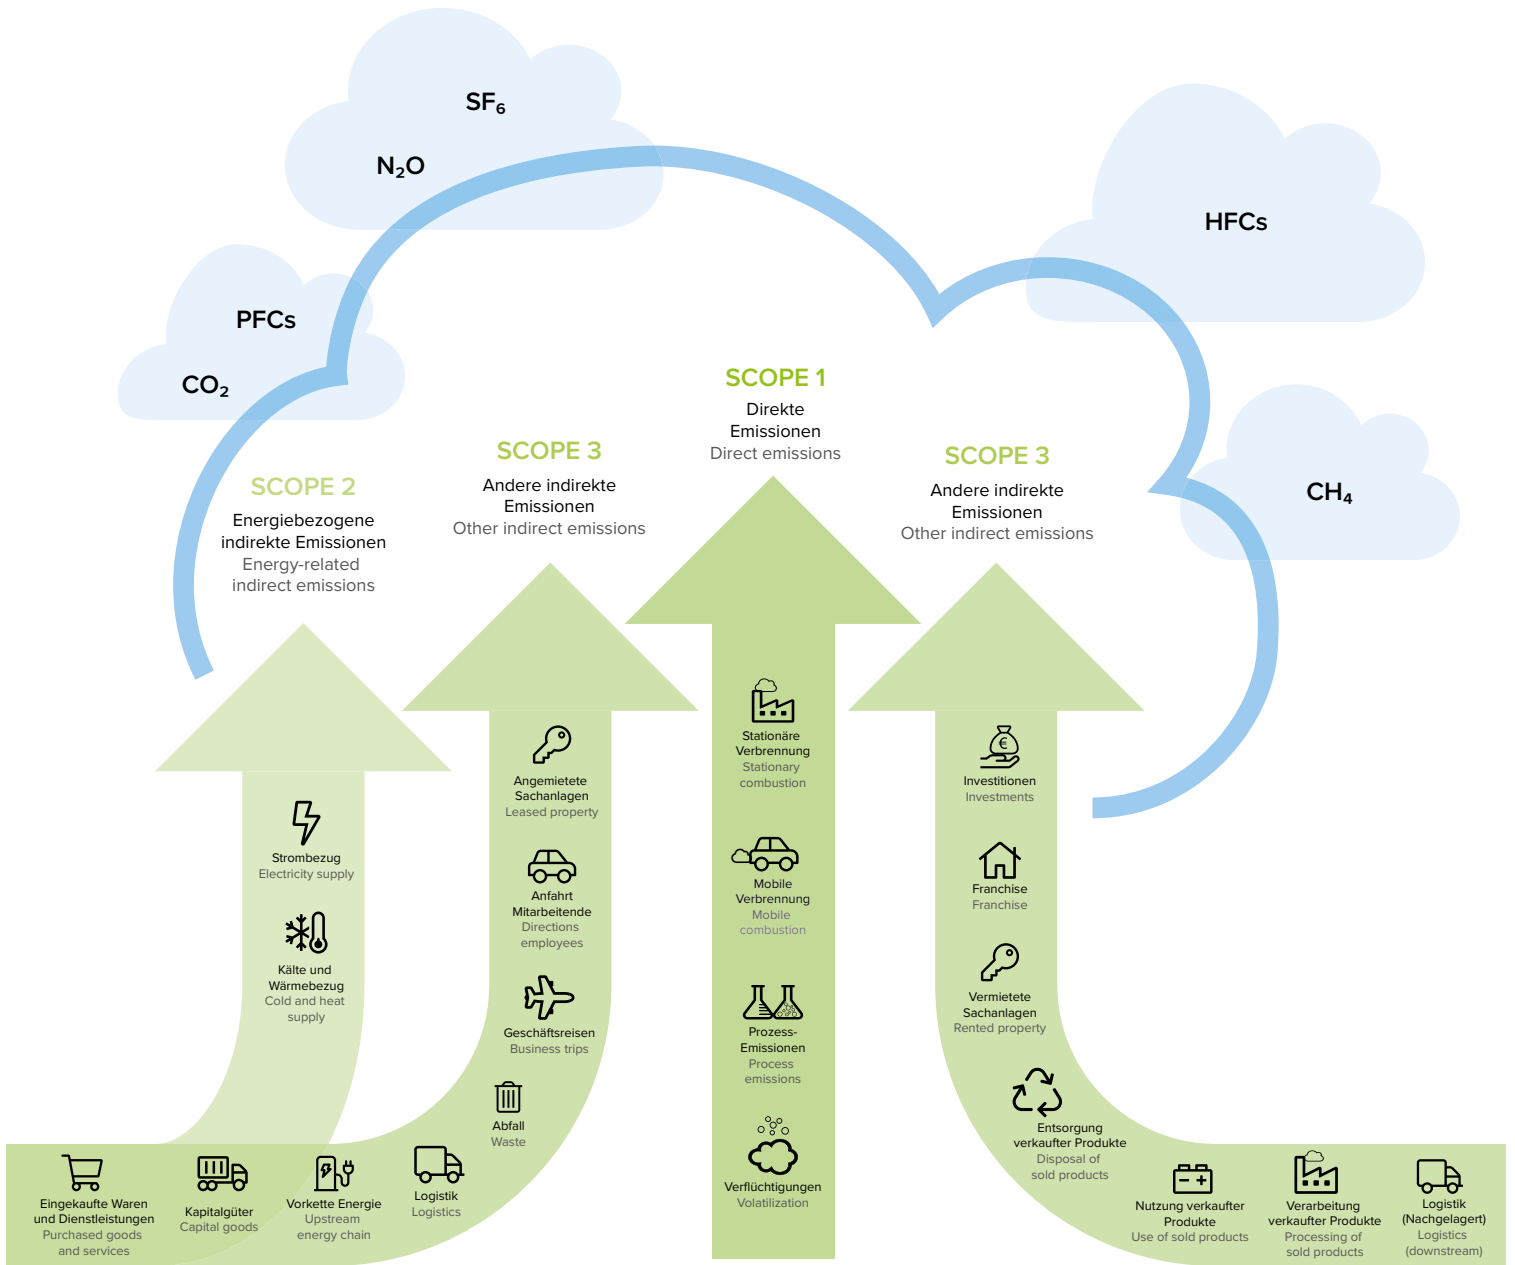 SF₆
N₂O
HFCs
PFCs
CO₂
CH₄
SCOPE 2
Energiebezogene
indirekte Emissionen
Energy-related
indirect emissions
Strombezug
Electricity supply
Kälte und
Wärmebezug
Cold and heat
supply
SCOPE 3
Andere indirekte
Emissionen
Other indirect emissions
Angemietete
Sachanlagen
Leased property
Anfahrt
Mitarbeitende
Directions
employees
Geschäftsreisen
Business trips
Abfall
Waste
Logistik
Logistics
Vorkette Energie
Upstream
energy chain
Kapitalgüter
Capital goods
Eingekaufte Waren
und Dienstleistungen
Purchased goods
and services
SCOPE 1
Direkte
Emissionen
Direct emissions
Stationäre
Verbrennung
Stationary
combustion
Mobile
Verbrennung
Mobile
combustion
Prozess-
Emissionen
Process
emissions
Verflüchtigungen
Volatilization
SCOPE 3
Andere indirekte
Emissionen
Other indirect emissions
€
Investitionen
Investments
Franchise
Franchise
Vermietete
Sachanlagen
Rented property
Entsorgung
verkaufter Produkte
Disposal of
sold products
Nutzung verkaufter
Produkte
Use of sold products
Verarbeitung
verkaufter Produkte
Processing of
sold products
Logistik
(Nachgelagert)
Logistics
(downstream)